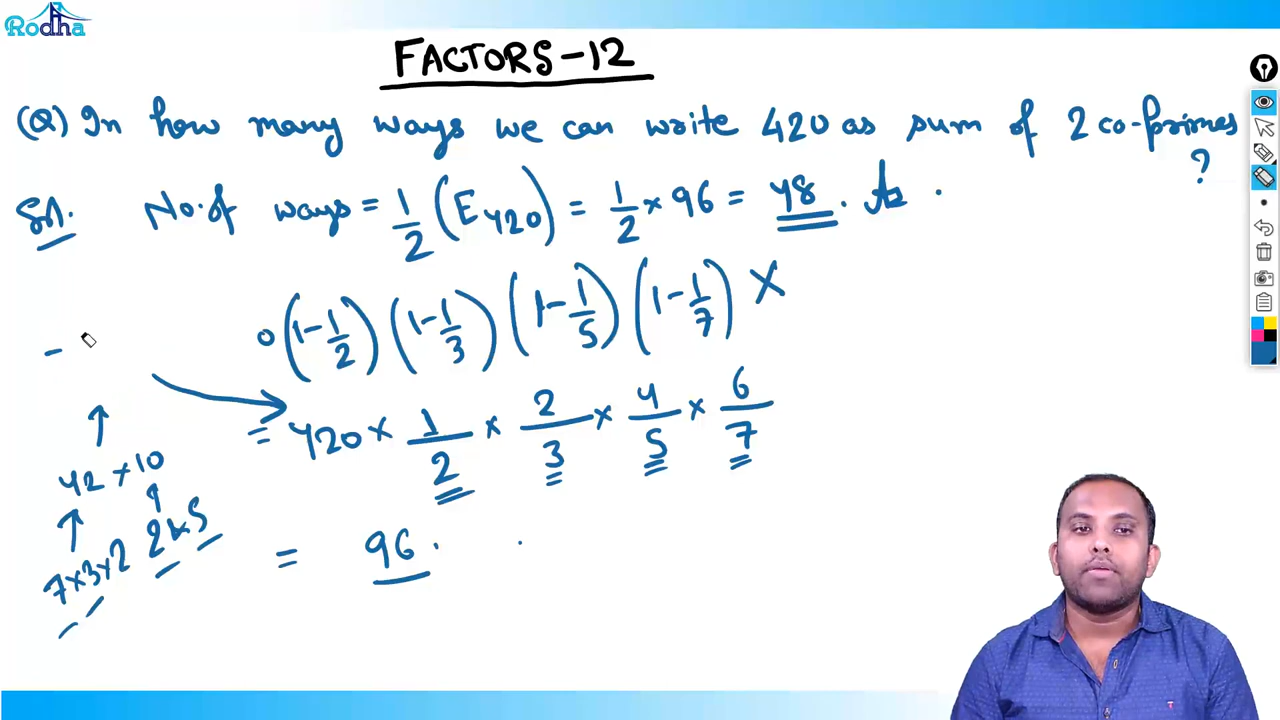 Rodha
FACTORS-12
(Q) In how many ways we can write 420 as sum of 2 co-primes
?
Sol. No. of ways = 1/2 (E420) = 1/2 × 96 = 48. Ans.
0 (1-1/2) (1-1/3) (1-1/5) (1-1/7) X
= 420 × 1/2 × 2/3 × 4/5 × 6/7
42 × 10
7×3×2 2×5
= 96.